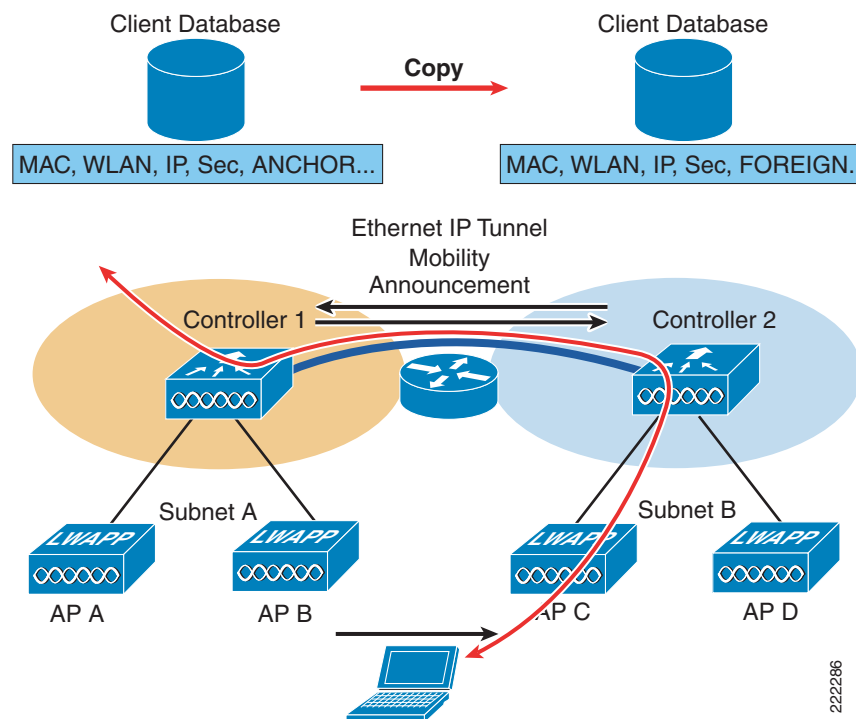 Client Database
Client Database
Copy
MAC, WLAN, IP, Sec, ANCHOR...
MAC, WLAN, IP, Sec, FOREIGN.
Ethernet IP Tunnel
Mobility
Announcement
Controller 1
Controller 2
Subnet A
Subnet B
LWAPP
LWAPP
LWAPP
LWAPP
AP A
AP B
AP C
AP D
222286